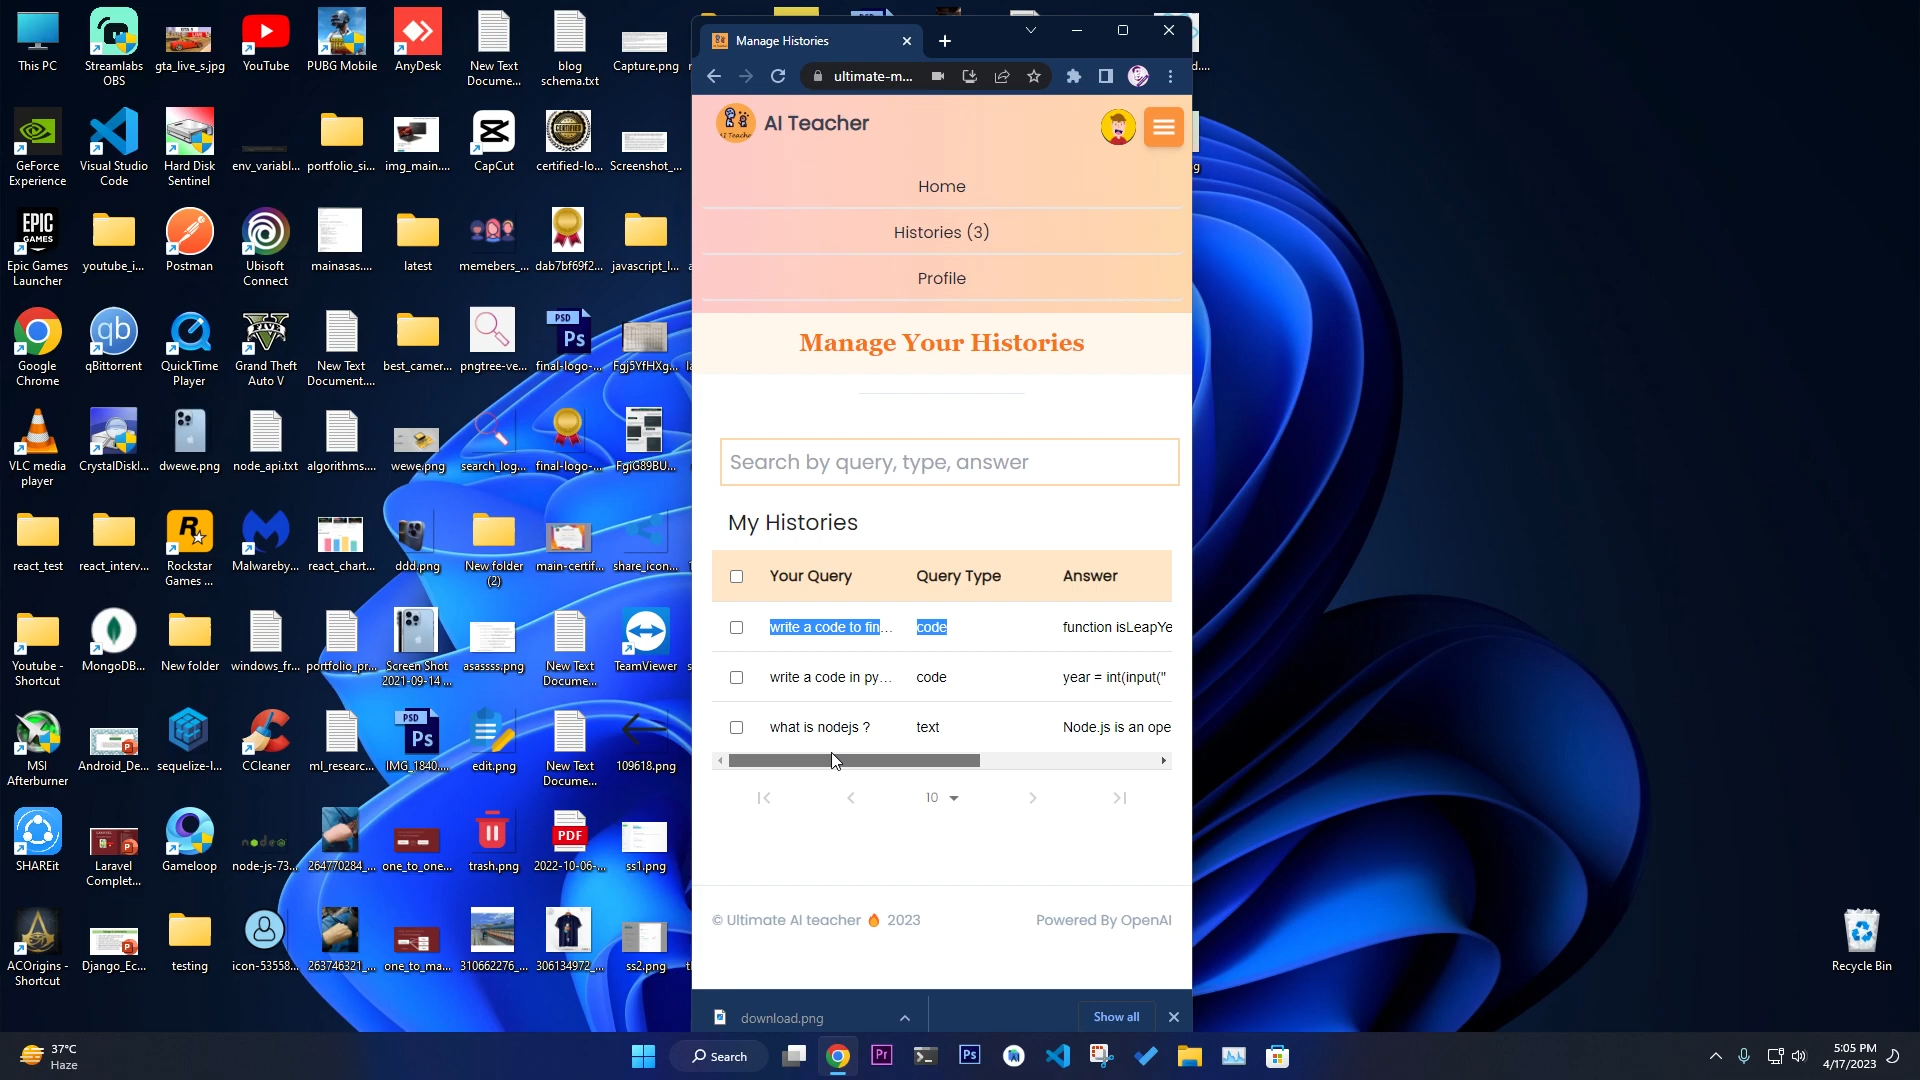 This PC
Streamlabs
OBS
gta_live_s.jpg
YouTube
PUBG Mobile
AnyDesk
New Text
Docume...
blog
schema.txt
Capture.png
GeForce
Experience
Visual Studio
Code
Hard Disk
Sentinel
env_variabl...
portfolio_si...
img_main....
CapCut
certified-lo...
Screenshot_...
EPIC
GAMES
Epic Games
Launcher
youtube_i...
Postman
Ubisoft
Connect
mainasas....
latest
memebers_...
dab7bf69f2...
javascript_l...
Google
Chrome
qBittorrent
QuickTime
Player
Grand Theft
Auto V
New Text
Document....
best_camer...
pngtree-ve...
PSD
Ps
final-logo-...
Fgj5YfHXg...
VLC media
player
CrystalDiskI...
dwewe.png
node_api.txt
algorithms....
wewe.png
search_log...
final-logo-...
FgIG89BU...
react_test
react_interv...
Rockstar
Games ...
Malwareby...
react_chart...
ddd.png
New folder
(2)
main-certif...
share_icon...
Youtube -
Shortcut
MongoDB...
New folder
windows_fr...
portfolio_pr...
Screen Shot
2021-09-14 ...
asassss.png
New Text
Docume...
TeamViewer
MSI
Afterburner
Android_De...
sequelize-l...
CCleaner
ml_researc...
PSD
Ps
IMG_1840....
edit.png
New Text
Docume...
109618.png
SHAREit
Laravel
Complet...
Gameloop
node-js-73...
264770284_...
one_to_one...
trash.png
PDF
2022-10-06-...
ss1.png
ACOrigins -
Shortcut
Django_Ec...
testing
icon-53558...
263746321_...
one_to_ma...
310662276_...
306134972_...
ss2.png
Manage Histories
ultimate-m...
AI Teacher
Home
Histories (3)
Profile
Manage Your Histories
Search by query, type, answer
My Histories
Your Query Query Type Answer
write a code to fin... code function isLeapYe
write a code in py... code year = int(input("
what is nodejs ? text Node.js is an ope
10
© Ultimate AI teacher 🔥 2023 Powered By OpenAI
download.png
Show all
Recycle Bin
37°C
Haze
Search
Pr
Ps
5:05 PM
4/17/2023